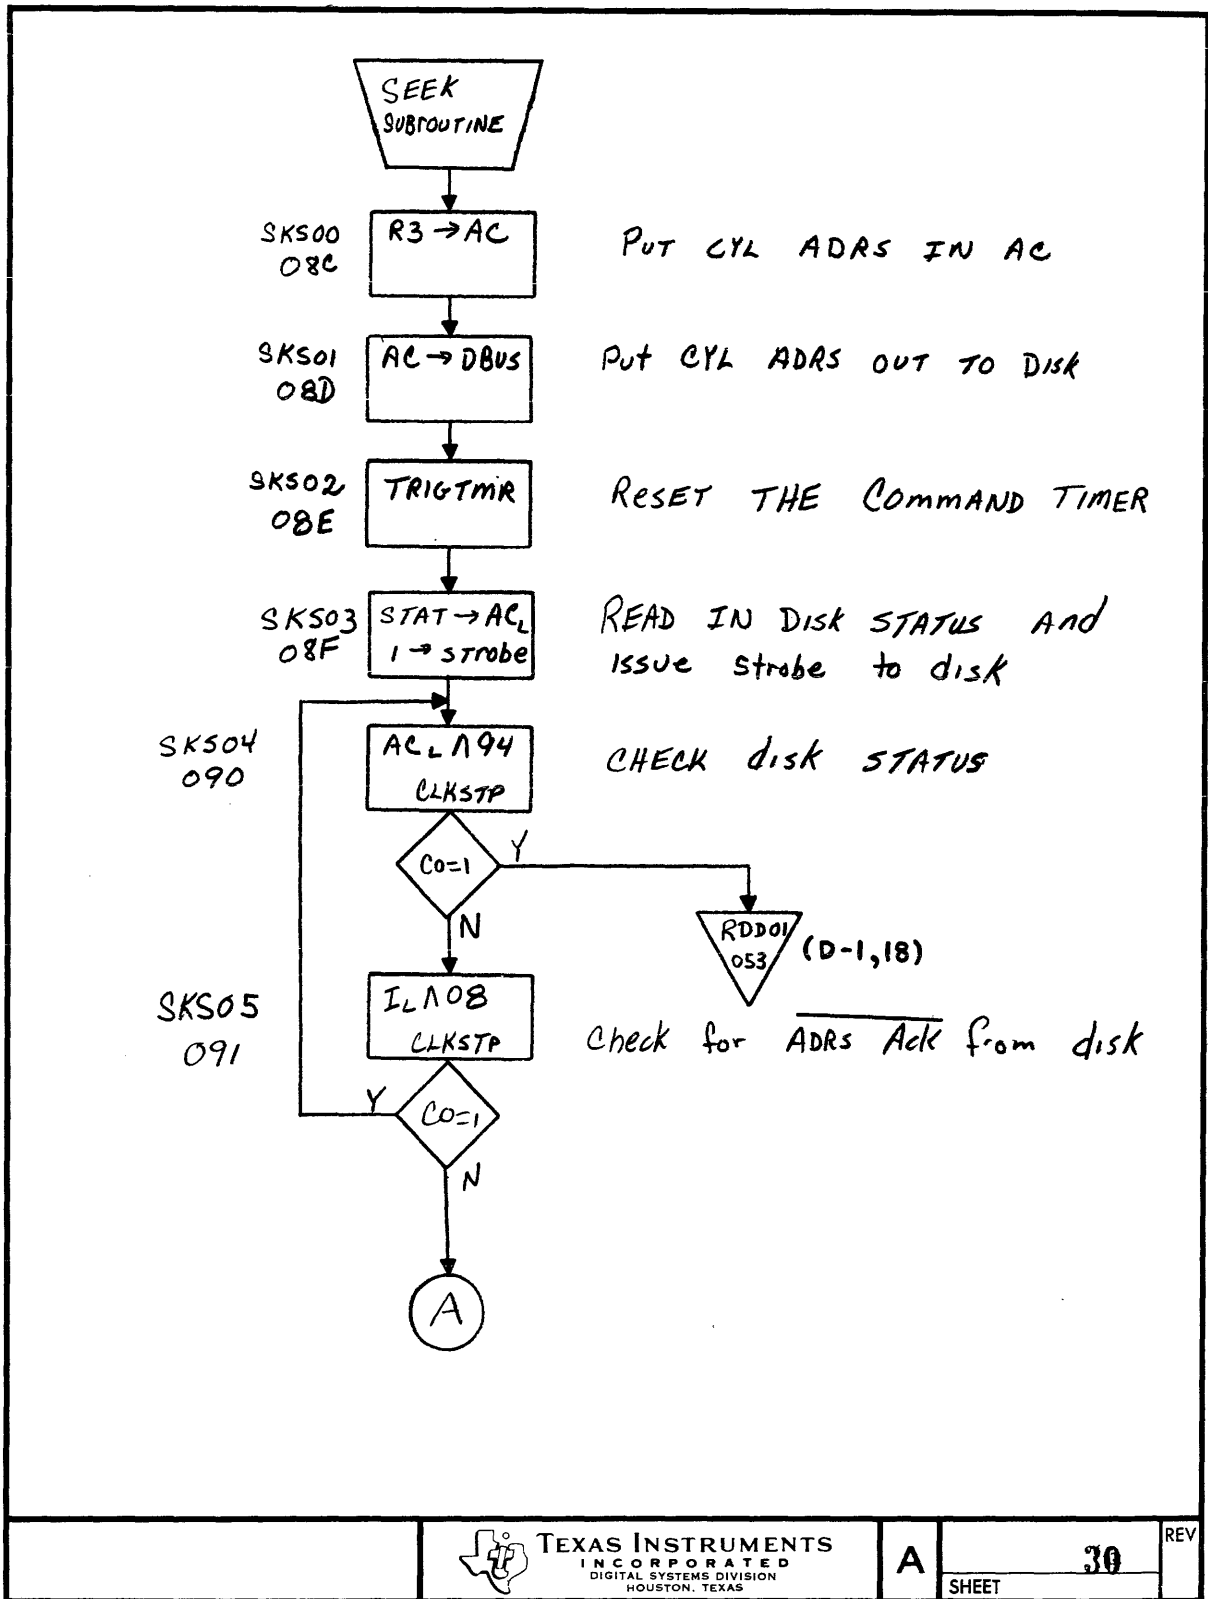 SEEK
SUBROUTINE
SKS00
08C
R3 → AC
PUT CYL ADRS IN AC
SKS01
08D
AC → DBUS
Put CYL ADRS OUT TO Disk
SKS02
08E
TRIGTMR
RESET THE COMMAND TIMER
SKS03
08F
STAT → ACL
1 → STrobe
READ IN Disk STATUS And
issue strobe to disk
SKS04
090
ACL Λ 94
CLKSTP
CHECK disk STATUS
Co=1
Y
N
RDD01
053
(D-1,18)
SKS05
091
IL Λ 08
CLKSTP
Check for ADRs Ack from disk
Y
Co=1
N
A
TEXAS INSTRUMENTS
INCORPORATED
DIGITAL SYSTEMS DIVISION
HOUSTON, TEXAS
A
SHEET
30
REV